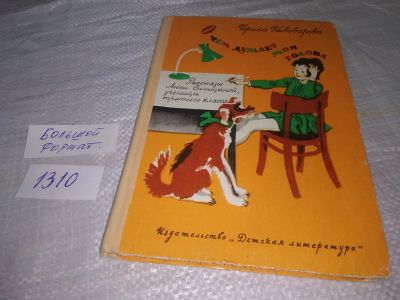 Ирина Пивоварова
О чём думает моя голова
Рассказы
Люси Синицыной,
ученицы
третьего класса
Издательство „Детская литература"
Большой
формат.
1310